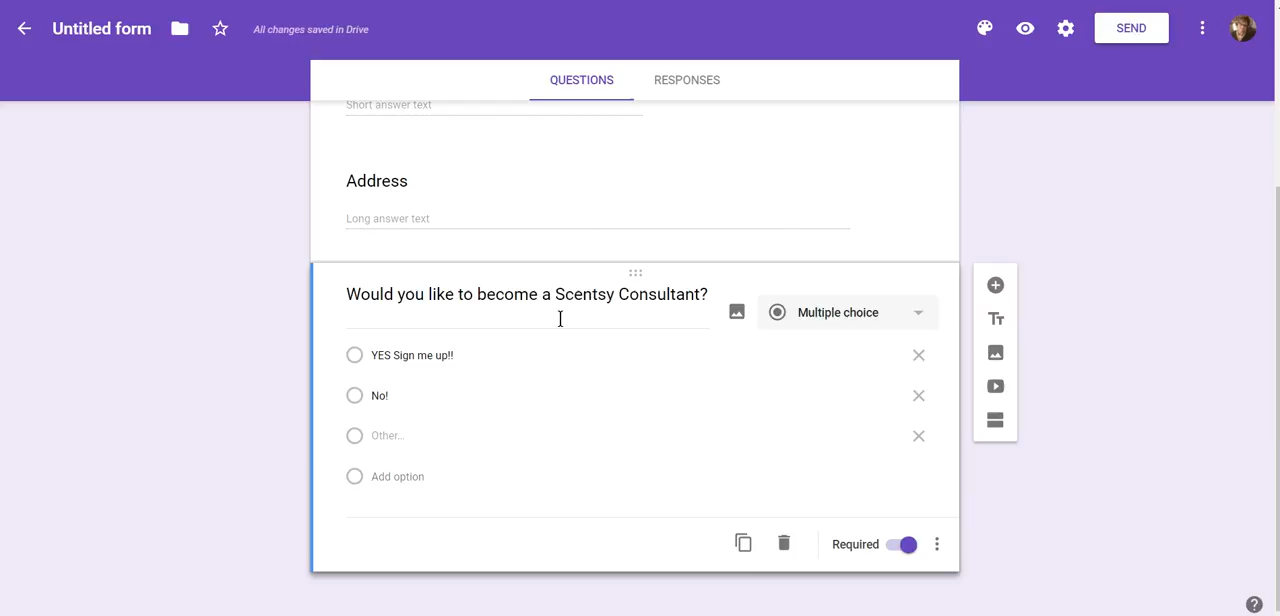 Untitled form
All changes saved in Drive
SEND
QUESTIONS
RESPONSES
Short answer text
Address
Long answer text
Would you like to become a Scentsy Consultant?
Multiple choice
YES Sign me up!!
No!
Other...
Add option
Required